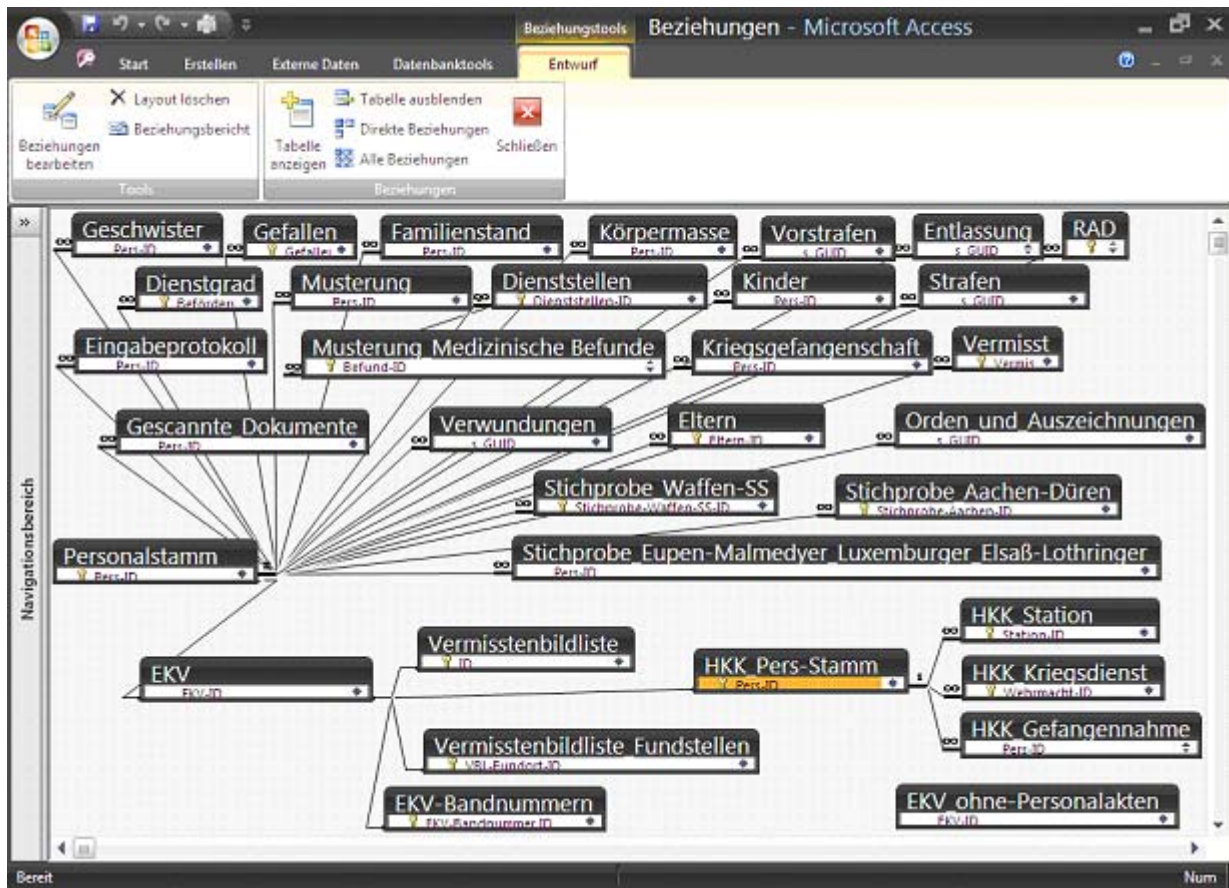 Beziehungstools Beziehungen - Microsoft Access
Start Erstellen Externe Daten Datenbanktools Entwurf
Beziehungen bearbeiten
Layout löschen
Beziehungsbericht
Tools
Tabelle anzeigen
Tabelle ausblenden
Direkte Beziehungen
Alle Beziehungen
Schließen
Beziehungen
Navigationsbereich
Geschwister
Pers-ID
Gefallen
Familienstand
Pers-ID
Körpermasse
Pers-ID
Vorstrafen
s_GUID
Entlassung
s_GUID
RAD
Dienstgrad
Beförden
Musterung
Pers-ID
Dienststellen
Dienststellen-ID
Kinder
Pers-ID
Strafen
s_GUID
Eingabeprotokoll
Pers-ID
Musterung_Medizinische Befunde
Befund-ID
Kriegsgefangenschaft
Pers-ID
Vermisst
Vermis
Gescannte_Dokumente
Pers-ID
Verwundungen
s_GUID
Eltern
Eltern-ID
Orden_und_Auszeichnungen
s_GUID
Stichprobe_Waffen-SS
Stichprobe-Waffen-SS-ID
Stichprobe_Aachen-Düren
Stichprobe-Aachen-ID
Personalstamm
Pers-ID
Stichprobe_Eupen-Malmedyer_Luxemburger_Elsaß-Lothringer
Pers-ID
EKV
EKV-ID
Vermisstenbildliste
ID
HKK_Pers-Stamm
Pers-ID
HKK_Station
Station-ID
HKK_Kriegsdienst
Wehrmacht-ID
HKK_Gefangennahme
Pers-ID
Vermisstenbildliste_Fundstellen
VBL-Fundort-ID
EKV-Bandnummern
EKV-Bandnummer ID
EKV_ohne-Personalakten
EKV-ID
Bereit
Num